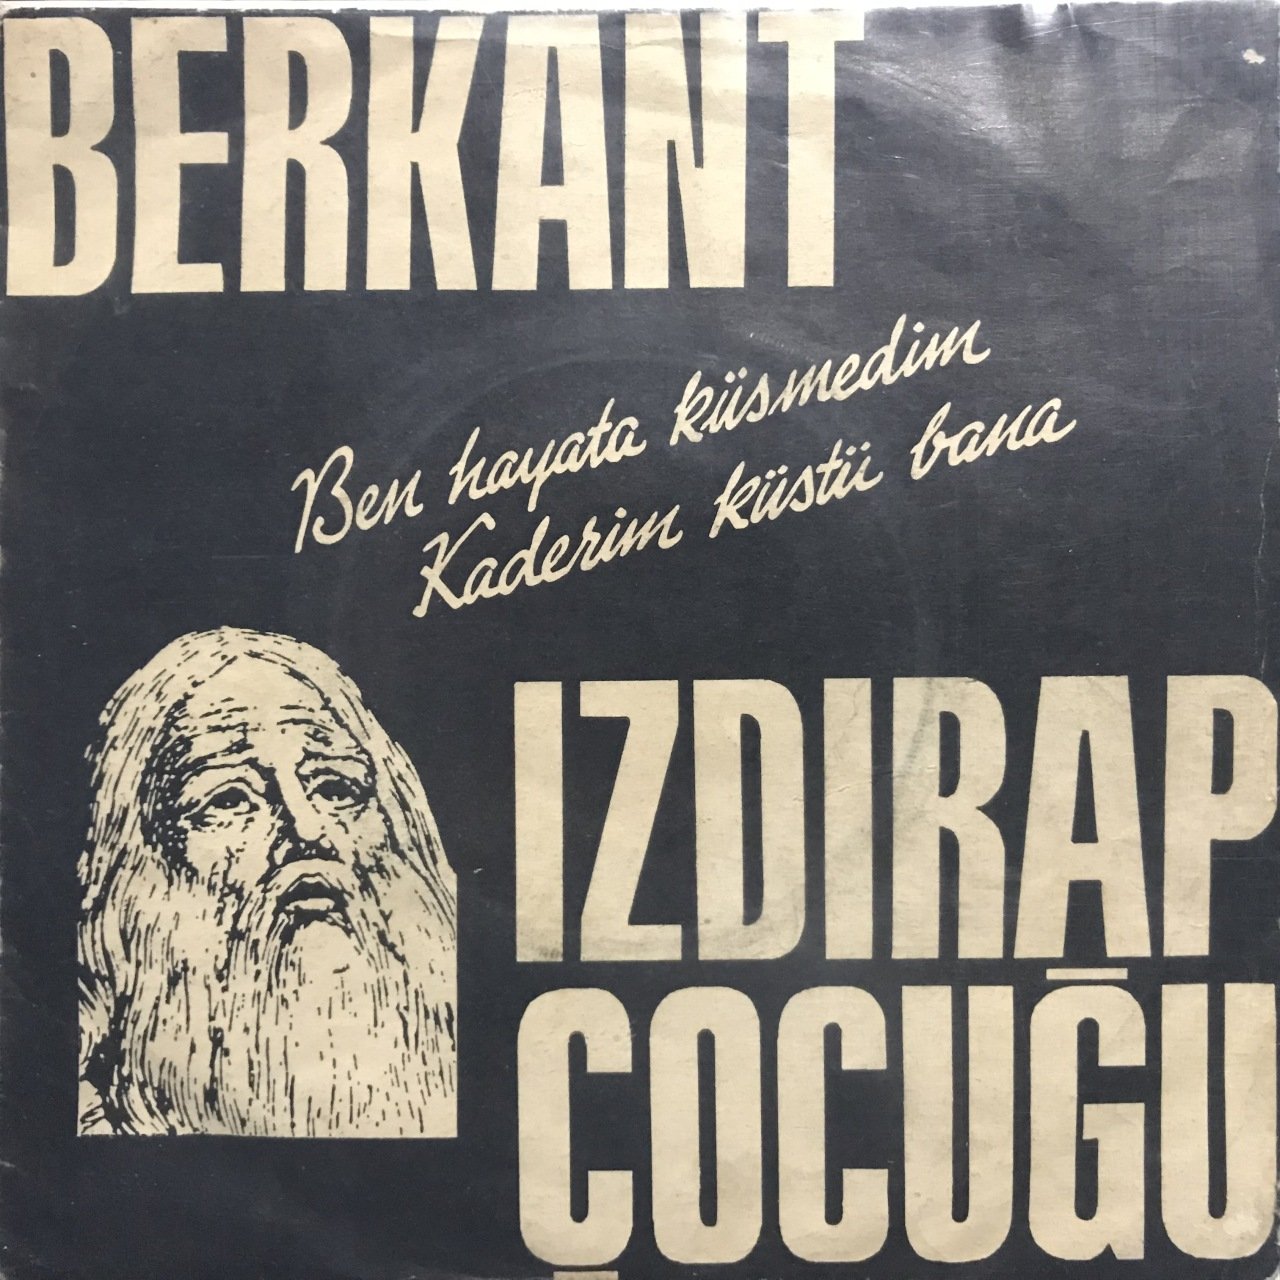 BERKANT
Ben hayata küsmedim
Kaderim küstü bana
IZDIRAP
ÇOCUĞU